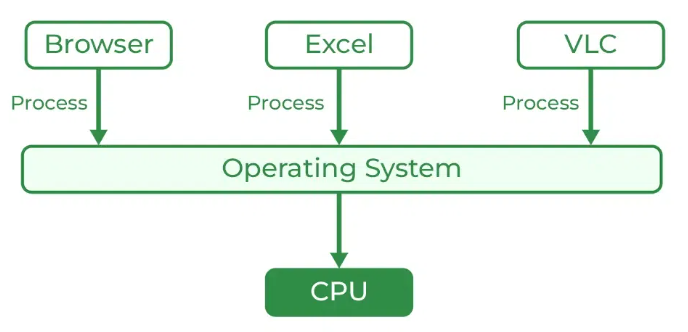 Browser
Excel
VLC
Process
Process
Process
Operating System
CPU